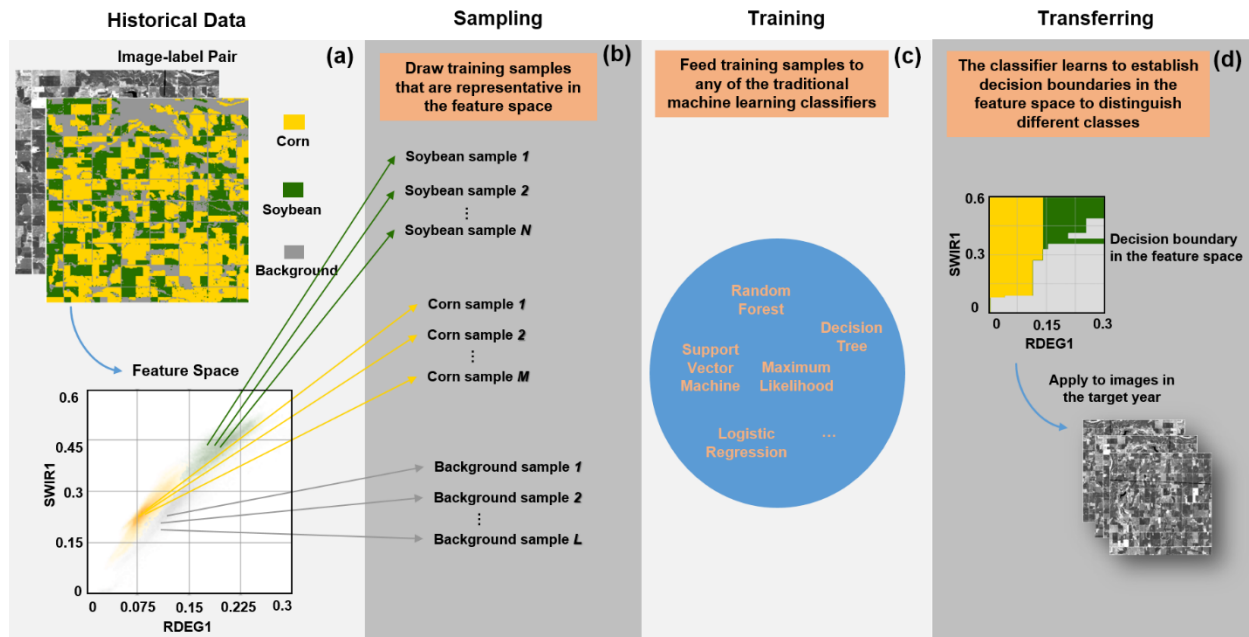 Historical Data
Sampling
Training
Transferring
(a)
Image-label Pair
Corn
Soybean
Background
Feature Space
0.6
0.45
0.3
0.15
0
SWIR1
0
0.075
0.15
0.225
0.3
RDEG1
(b)
Draw training samples
that are representative in
the feature space
Soybean sample 1
Soybean sample 2
⋮
Soybean sample N
Corn sample 1
Corn sample 2
⋮
Corn sample M
Background sample 1
Background sample 2
⋮
Background sample L
(c)
Feed training samples to
any of the traditional
machine learning classifiers
Random
Forest
Decision
Tree
Support
Vector
Machine
Maximum
Likelihood
Logistic
Regression
...
(d)
The classifier learns to establish
decision boundaries in the
feature space to distinguish
different classes
0.6
0.3
0
SWIR1
0
0.15
0.3
RDEG1
Decision boundary
in the feature space
Apply to images in
the target year